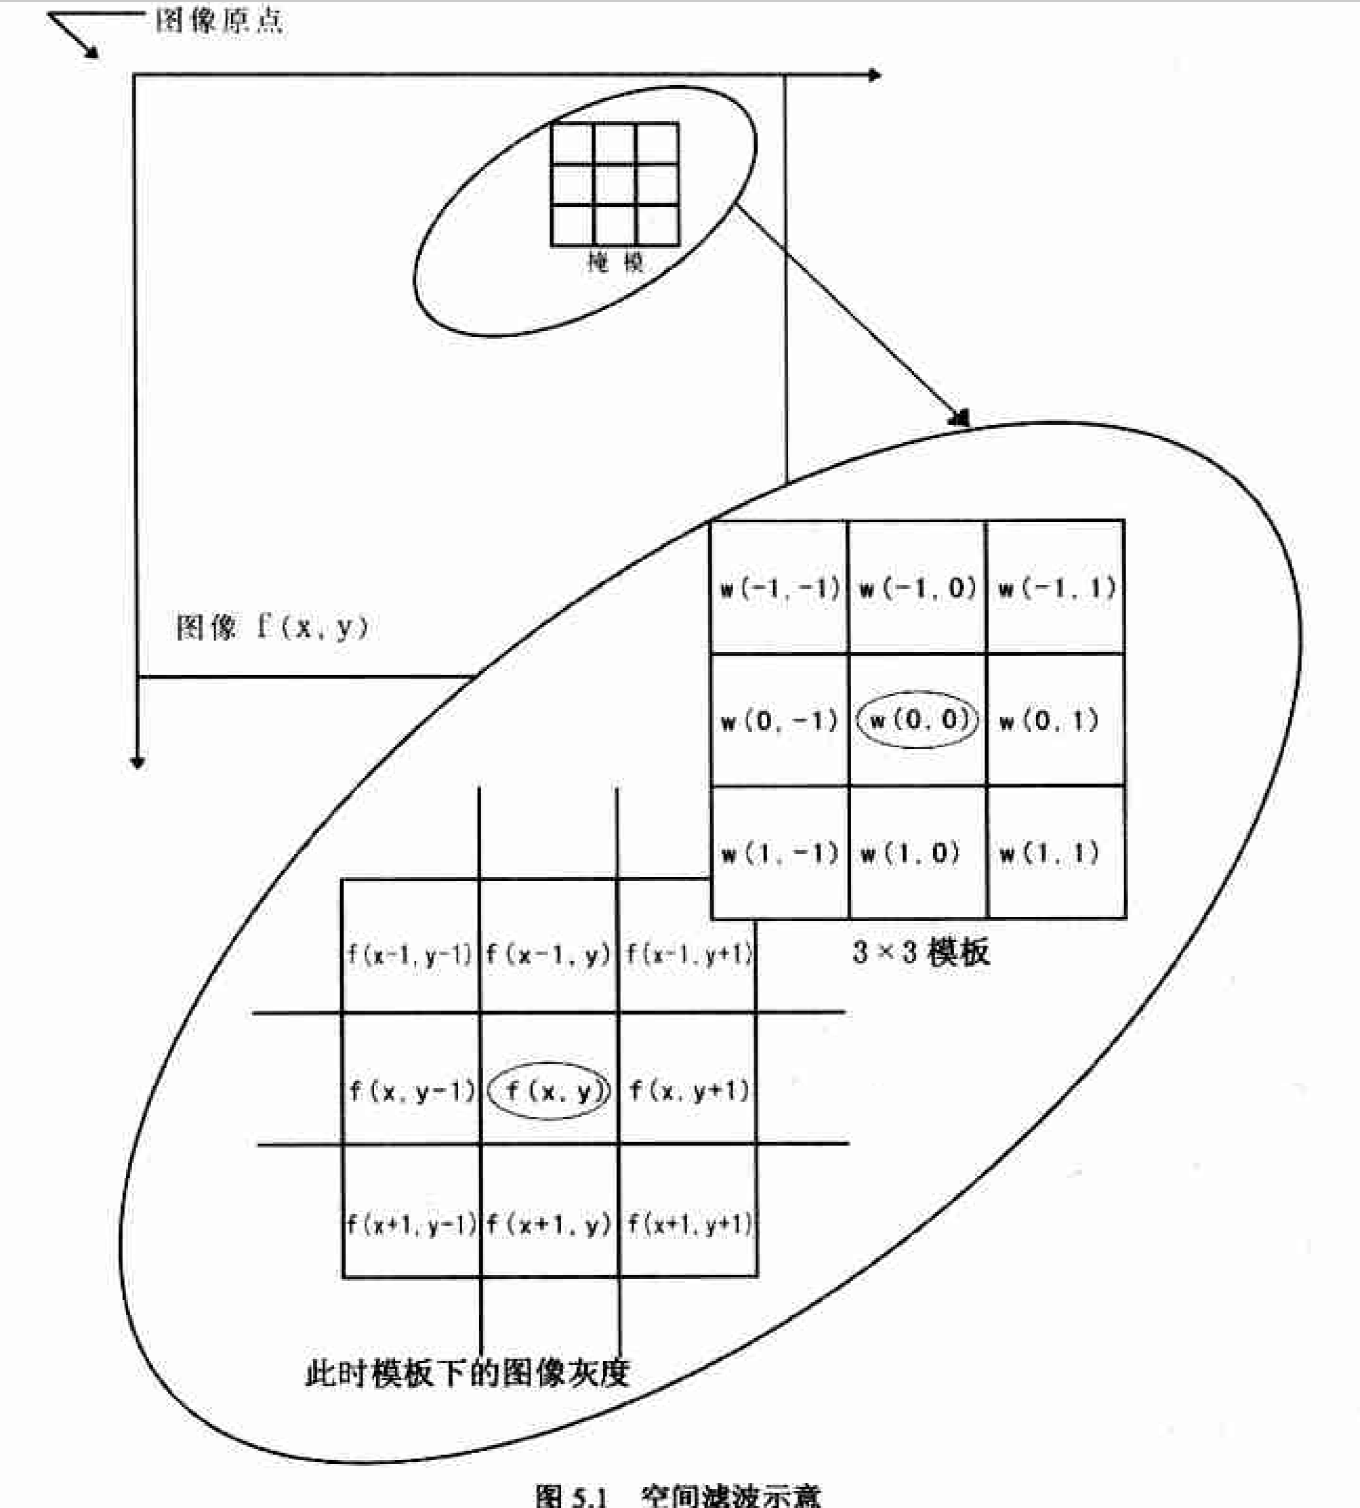 图像原点
掩模
图像 f(x,y)
w(-1,-1) w(-1,0) w(-1,1)
w(0,-1) w(0,0) w(0,1)
w(1,-1) w(1,0) w(1,1)
3×3模板
f(x-1,y-1) f(x-1,y) f(x-1,y+1)
f(x,y-1) f(x,y) f(x,y+1)
f(x+1,y-1) f(x+1,y) f(x+1,y+1)
此时模板下的图像灰度
图 5.1 空间滤波示意